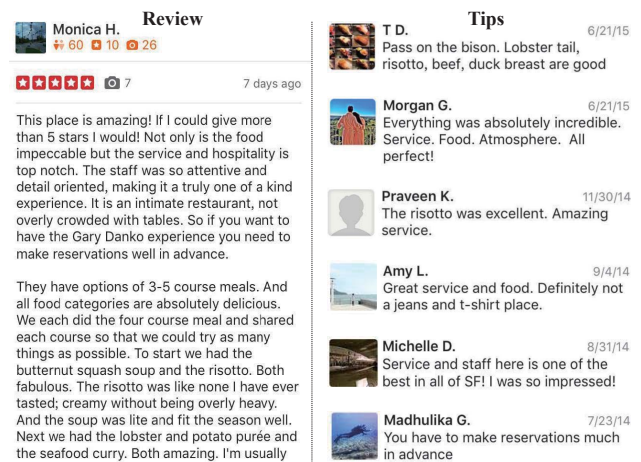 Review
Monica H.
60 10 26
7
7 days ago
This place is amazing! If I could give more
than 5 stars I would! Not only is the food
impeccable but the service and hospitality is
top notch. The staff was so attentive and
detail oriented, making it a truly one of a kind
experience. It is an intimate restaurant, not
overly crowded with tables. So if you want to
have the Gary Danko experience you need to
make reservations well in advance.
They have options of 3-5 course meals. And
all food categories are absolutely delicious.
We each did the four course meal and shared
each course so that we could try as many
things as possible. To start we had the
butternut squash soup and the risotto. Both
fabulous. The risotto was like none I have ever
tasted; creamy without being overly heavy.
And the soup was lite and fit the season well.
Next we had the lobster and potato purée and
the seafood curry. Both amazing. I'm usually
Tips
T D.
6/21/15
Pass on the bison. Lobster tail,
risotto, beef, duck breast are good
Morgan G.
6/21/15
Everything was absolutely incredible.
Service. Food. Atmosphere. All
perfect!
Praveen K.
11/30/14
The risotto was excellent. Amazing
service.
Amy L.
9/4/14
Great service and food. Definitely not
a jeans and t-shirt place.
Michelle D.
8/31/14
Service and staff here is one of the
best in all of SF! I was so impressed!
Madhulika G.
7/23/14
You have to make reservations much
in advance